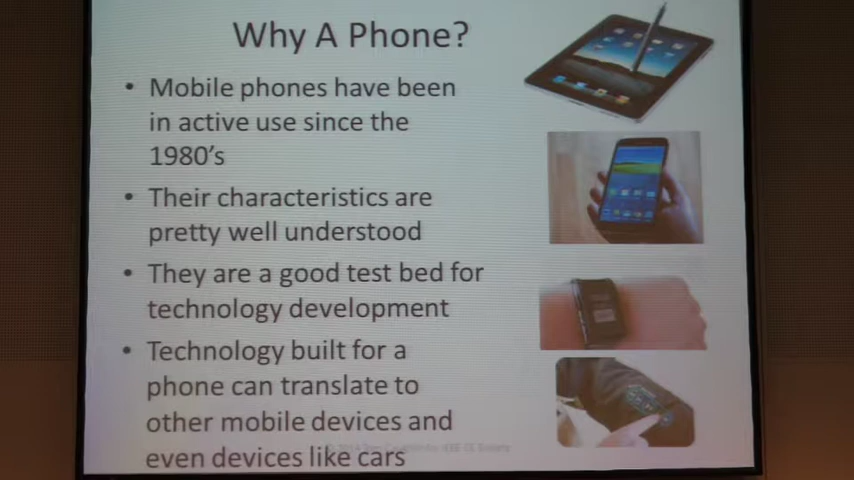 Why A Phone?
• Mobile phones have been
in active use since the
1980's
• Their characteristics are
pretty well understood
• They are a good test bed for
technology development
• Technology built for a
phone can translate to
other mobile devices and
even devices like cars